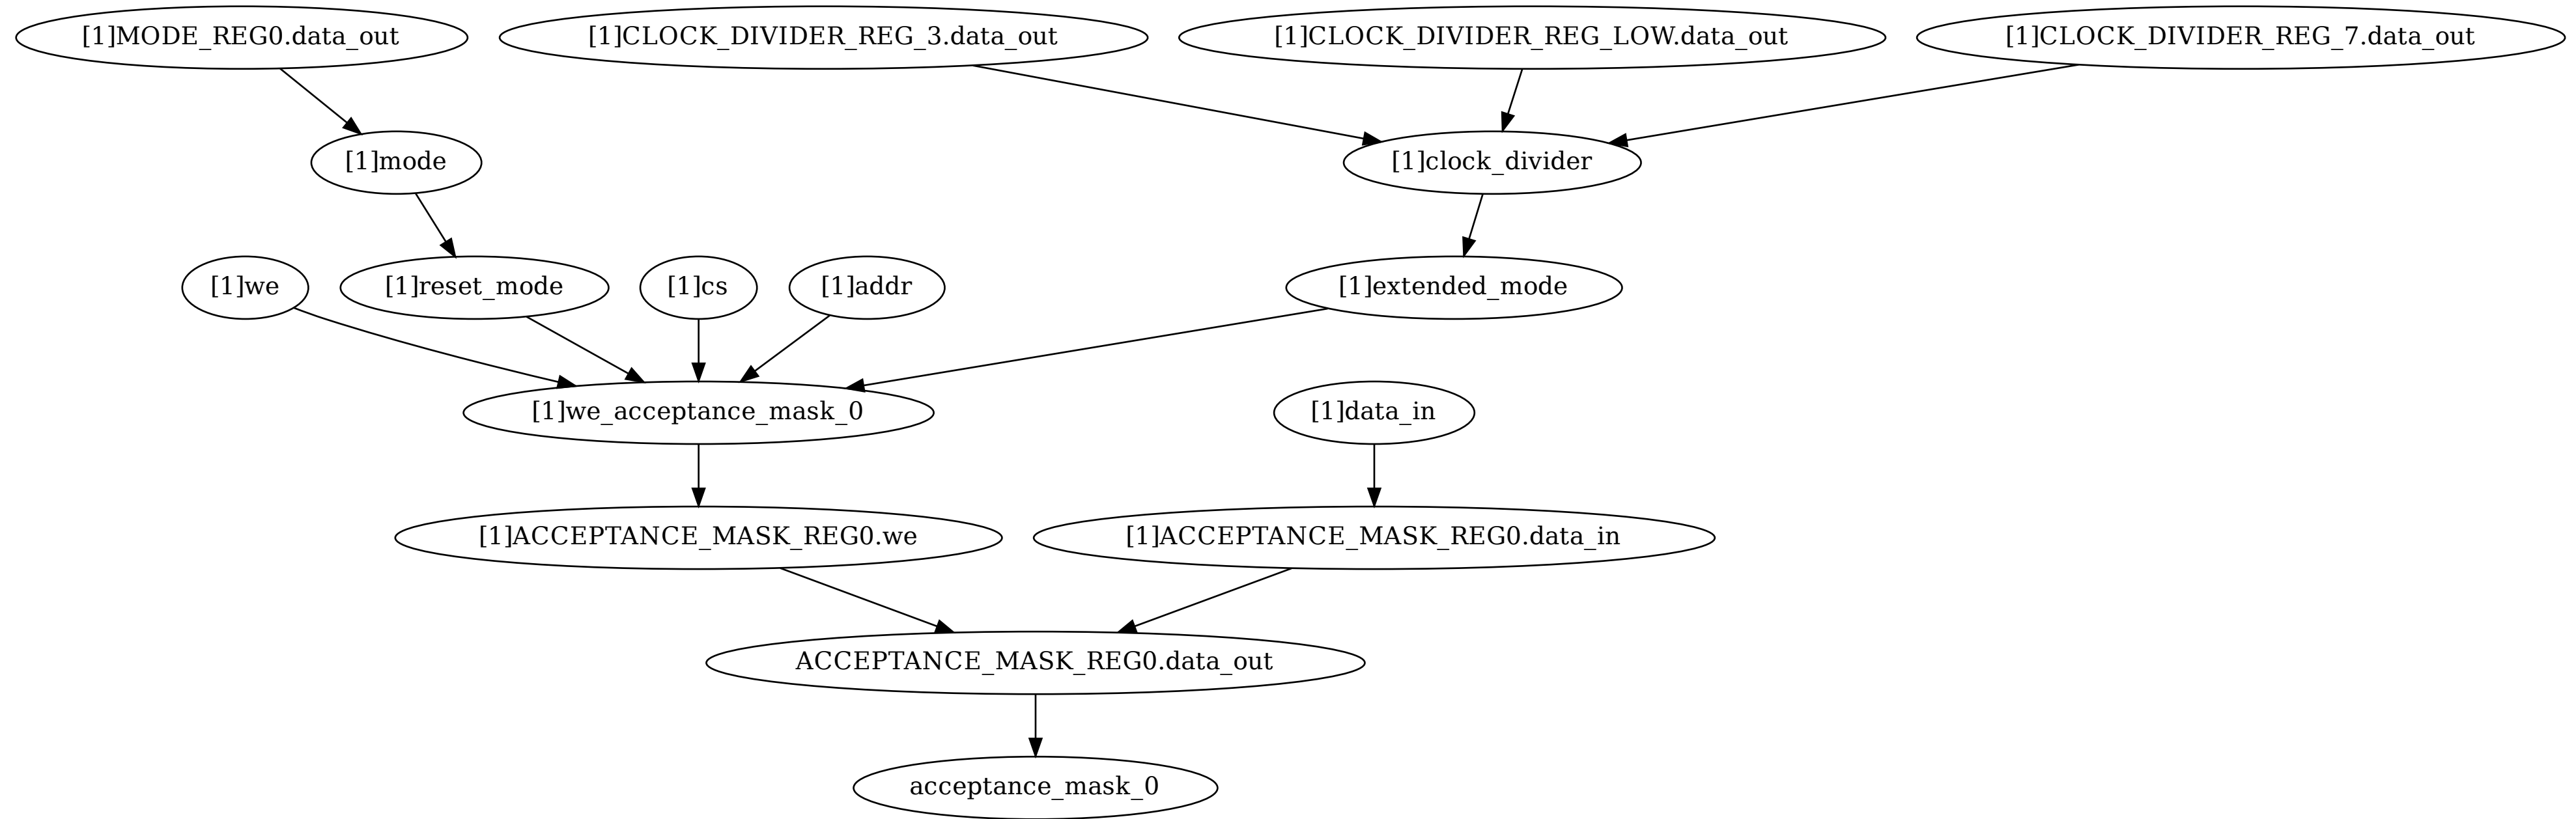 [1]MODE_REG0.data_out
[1]CLOCK_DIVIDER_REG_3.data_out
[1]CLOCK_DIVIDER_REG_LOW.data_out
[1]CLOCK_DIVIDER_REG_7.data_out
[1]mode
[1]clock_divider
[1]we
[1]reset_mode
[1]cs
[1]addr
[1]extended_mode
[1]we_acceptance_mask_0
[1]data_in
[1]ACCEPTANCE_MASK_REG0.we
[1]ACCEPTANCE_MASK_REG0.data_in
ACCEPTANCE_MASK_REG0.data_out
acceptance_mask_0